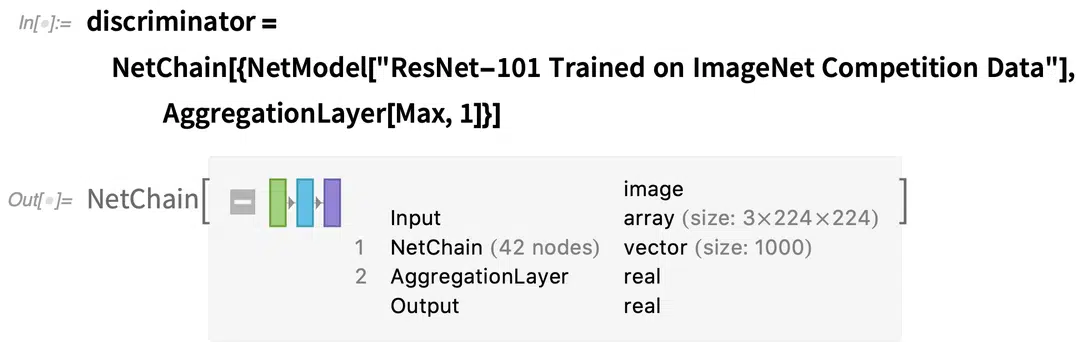 In[•]:= discriminator =
NetChain[{NetModel["ResNet-101 Trained on ImageNet Competition Data"],
AggregationLayer[Max, 1]}]
Out[•]= NetChain[ ]
image
Input array (size: 3×224×224)
1 NetChain (42 nodes) vector (size: 1000)
2 AggregationLayer real
Output real